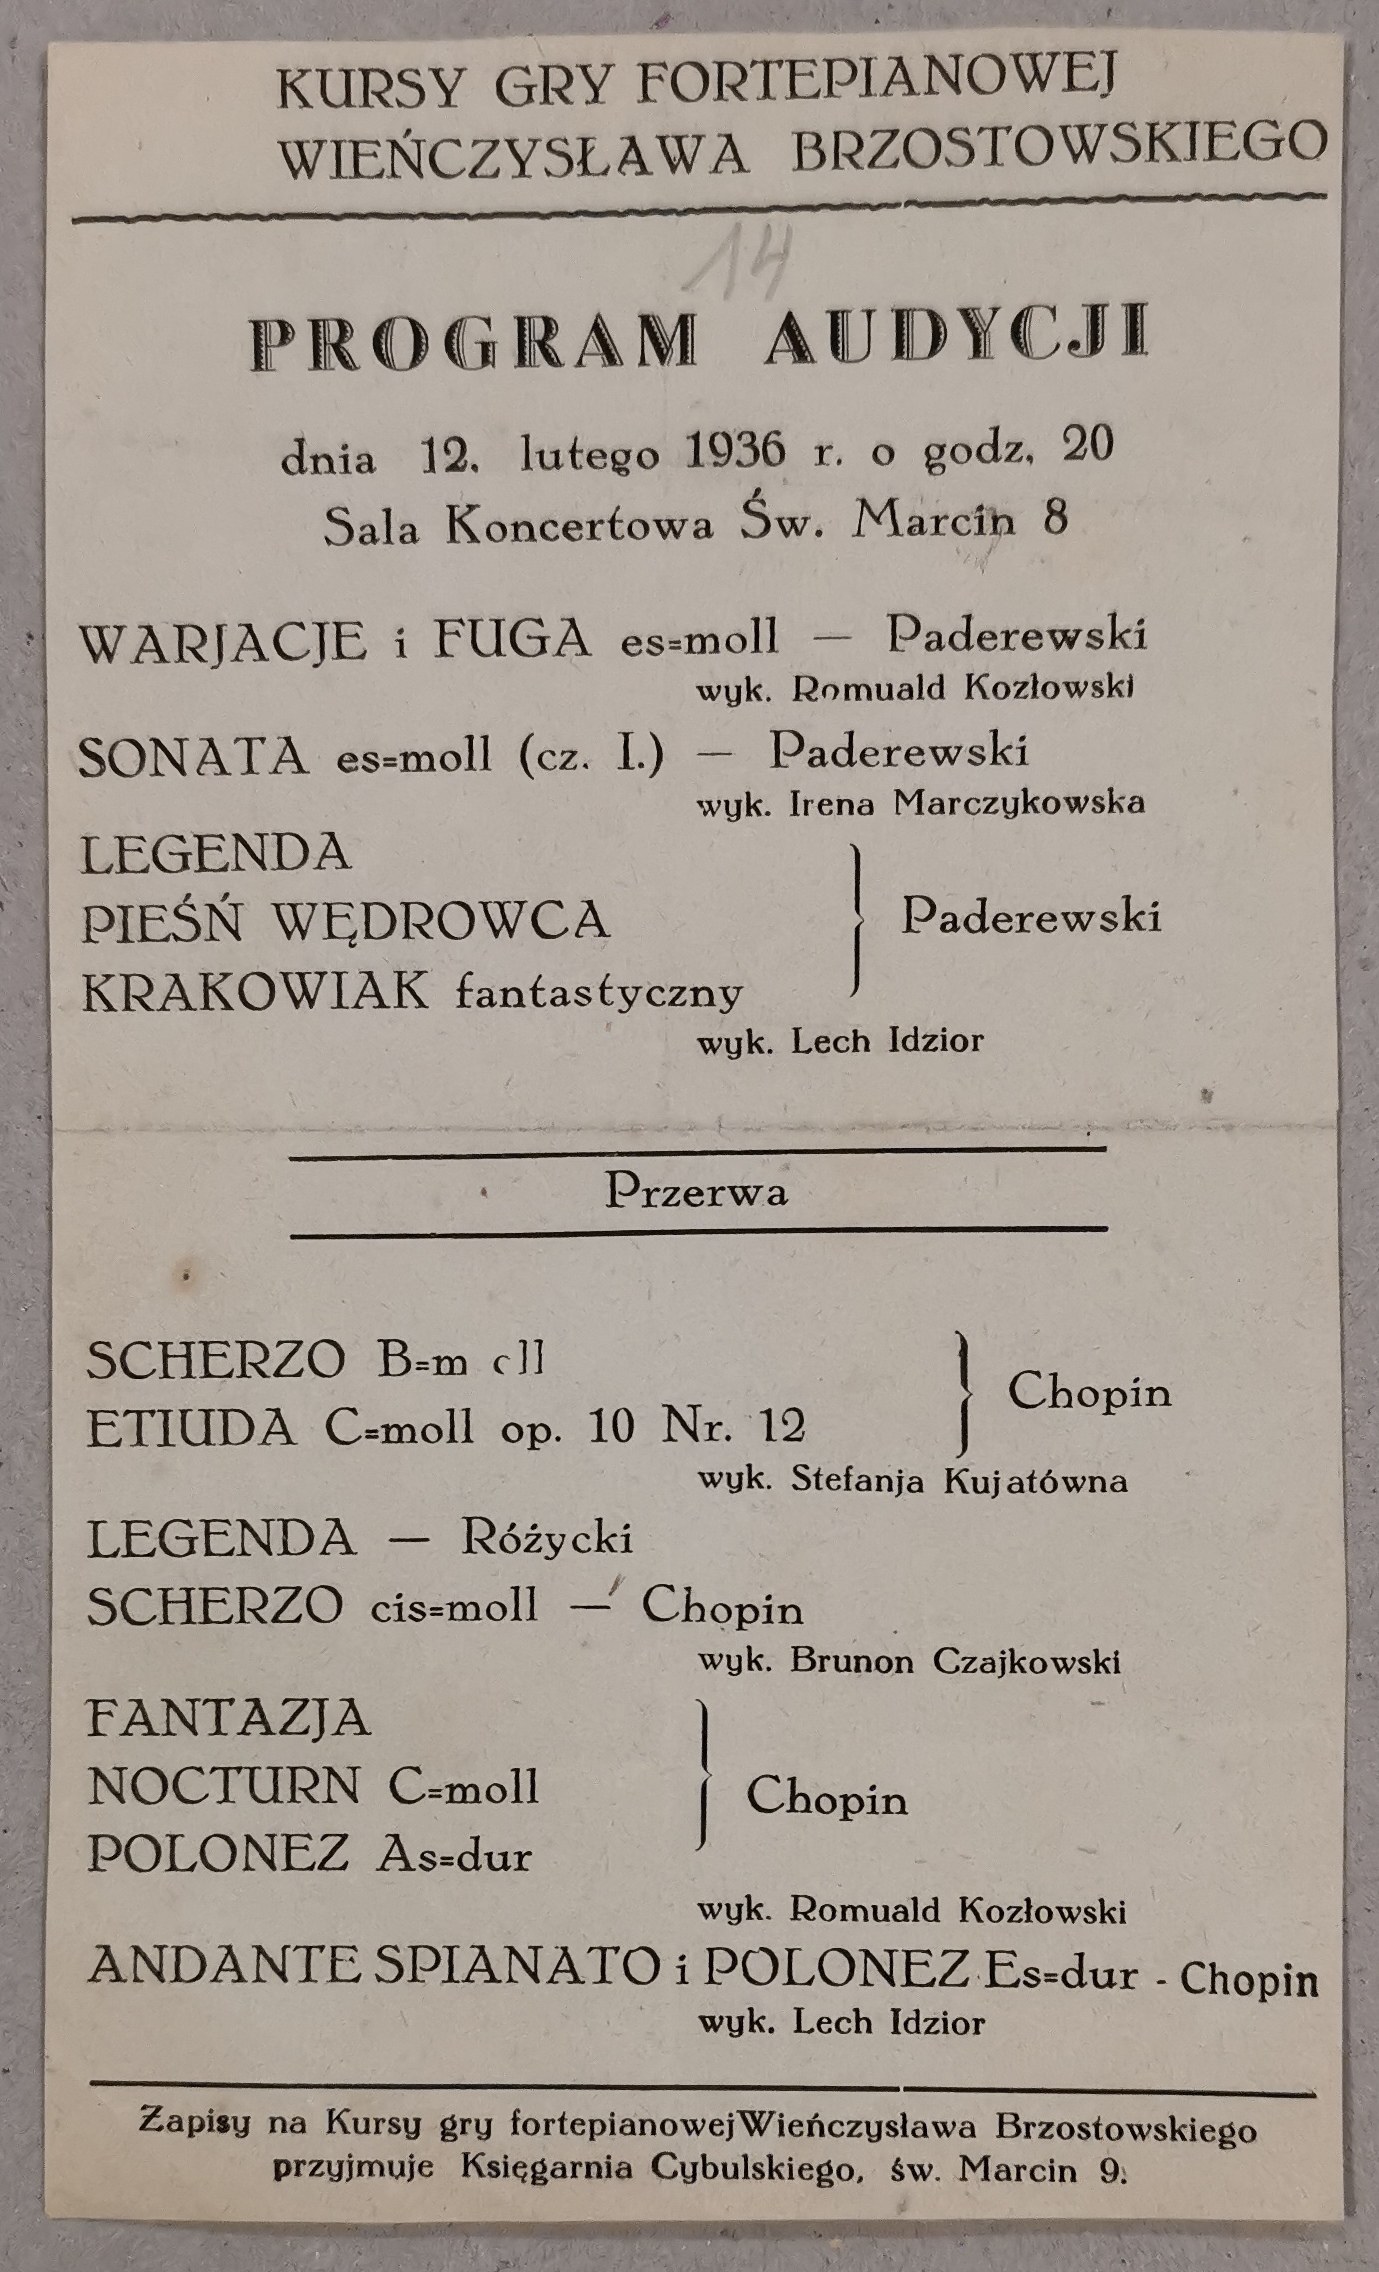 KURSY GRY FORTEPIANOWEJ
WIEŃCZYSŁAWA BRZOSTOWSKIEGO
14
PROGRAM AUDYCJI
dnia 12. lutego 1936 r. o godz. 20
Sala Koncertowa Św. Marcin 8
WARJACJE i FUGA es=moll — Paderewski
wyk. Romuald Kozłowski
SONATA es=moll (cz. I.) — Paderewski
wyk. Irena Marczykowska
LEGENDA
PIEŚŃ WĘDROWCA
KRAKOWIAK fantastyczny
Paderewski
wyk. Lech Idzior
Przerwa
SCHERZO B=m cll
ETIUDA C=moll op. 10 Nr. 12
Chopin
wyk. Stefanja Kujatówna
LEGENDA — Różycki
SCHERZO cis=moll — Chopin
wyk. Brunon Czajkowski
FANTAZJA
NOCTURN C=moll
POLONEZ As=dur
Chopin
wyk. Romuald Kozłowski
ANDANTE SPIANATO i POLONEZ Es=dur - Chopin
wyk. Lech Idzior
Zapisy na Kursy gry fortepianowej Wieńczysława Brzostowskiego
przyjmuje Księgarnia Cybulskiego, św. Marcin 9.